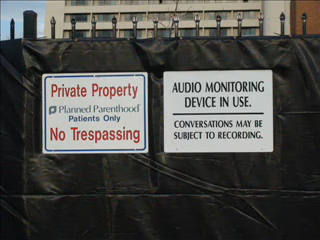 Private Property
Planned Parenthood®
Patients Only
No Trespassing
AUDIO MONITORING
DEVICE IN USE.
CONVERSATIONS MAY BE
SUBJECT TO RECORDING.